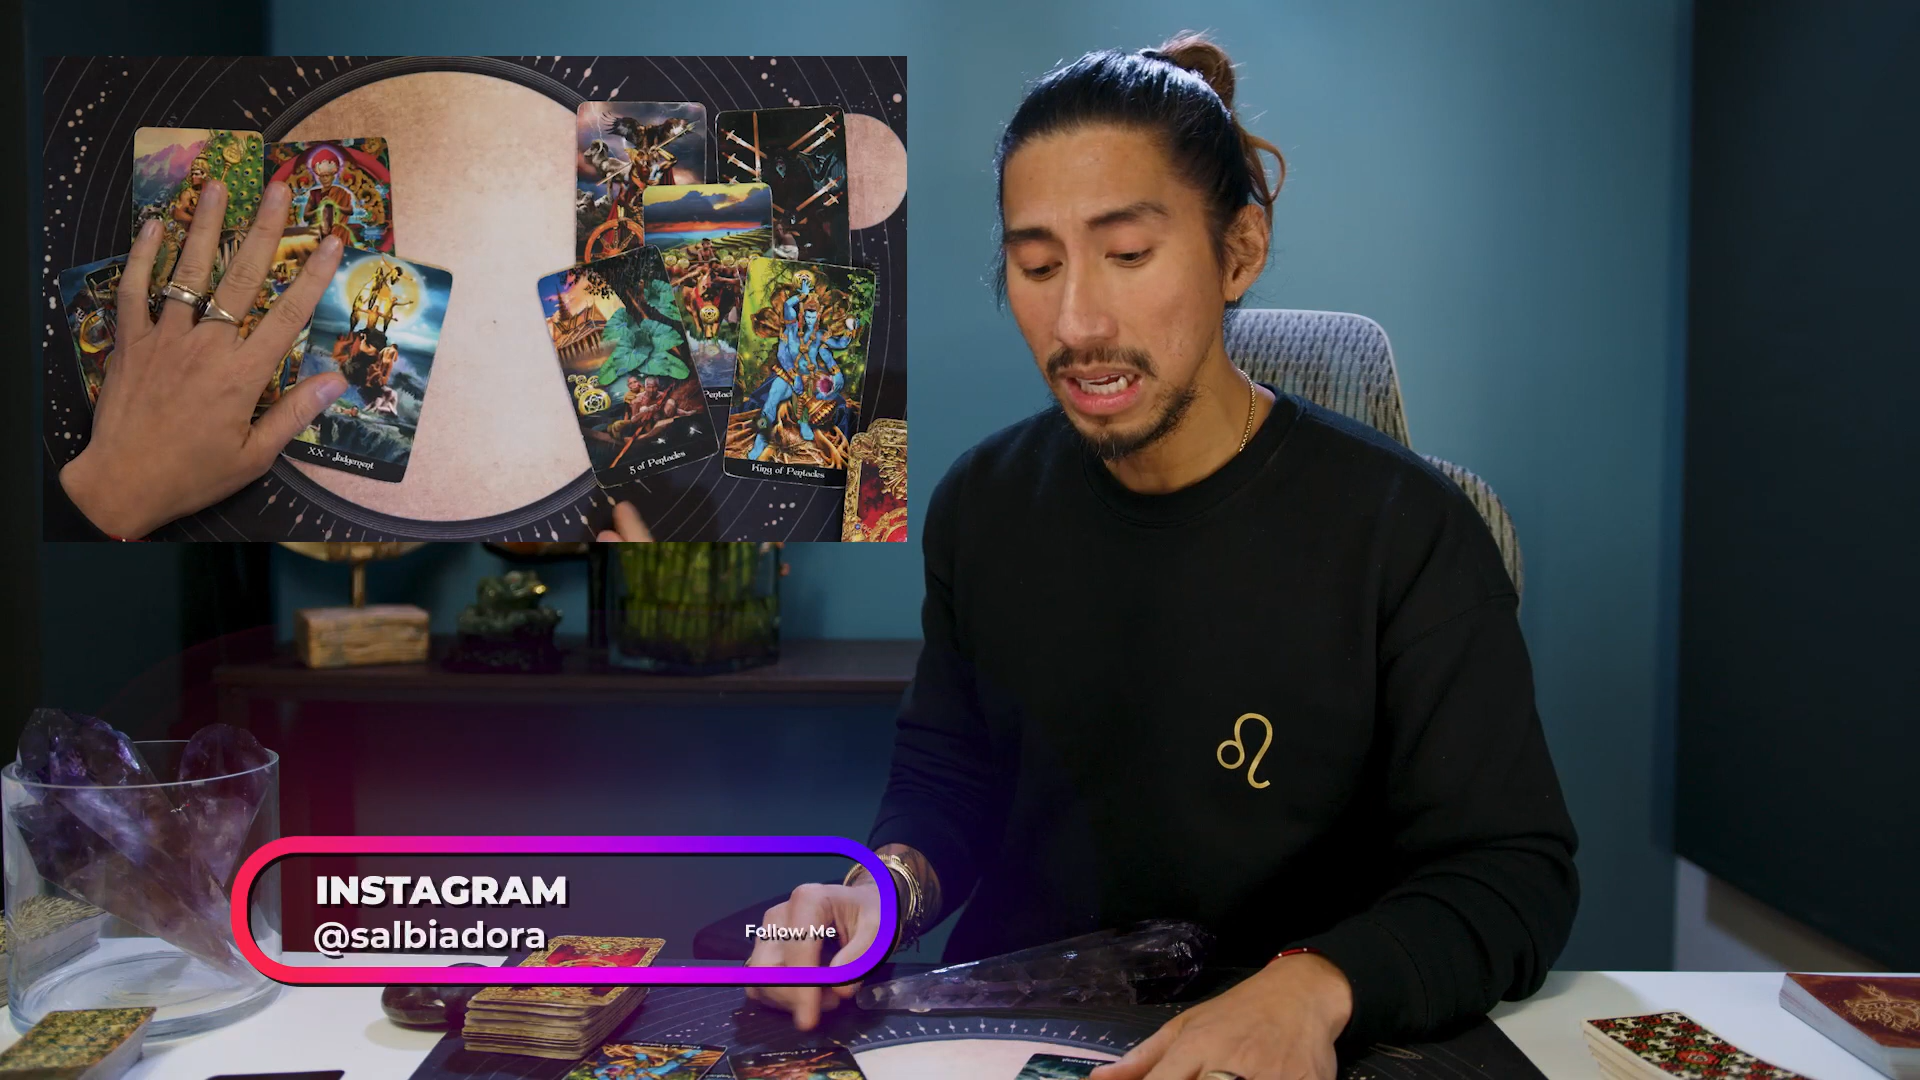 XX - Judgement
5 of Pentacles
King of Pentacles
INSTAGRAM
@salbiadora
Follow Me